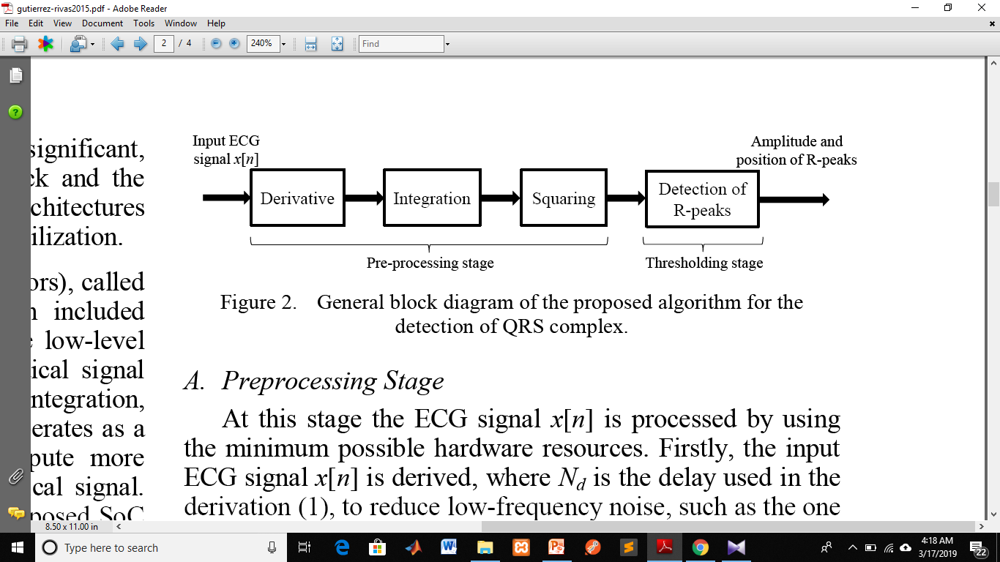 gutierrez-rivas2015.pdf - Adobe Reader
File Edit View Document Tools Window Help
2 / 4 240% Find
Input ECG
signal x[n]
Amplitude and
position of R-peaks
Derivative
Integration
Squaring
Detection of
R-peaks
Pre-processing stage
Thresholding stage
Figure 2. General block diagram of the proposed algorithm for the
detection of QRS complex.
A. Preprocessing Stage
At this stage the ECG signal x[n] is processed by using
the minimum possible hardware resources. Firstly, the input
ECG signal x[n] is derived, where Nd is the delay used in the
derivation (1), to reduce low-frequency noise, such as the one
significant,
ck and the
chitectures
ilization.
ors), called
n included
low-level
ical signal
ntegration,
erates as a
pute more
cal signal.
posed SoC
8.50 x 11.00 in
Type here to search
4:18 AM
3/17/2019
22